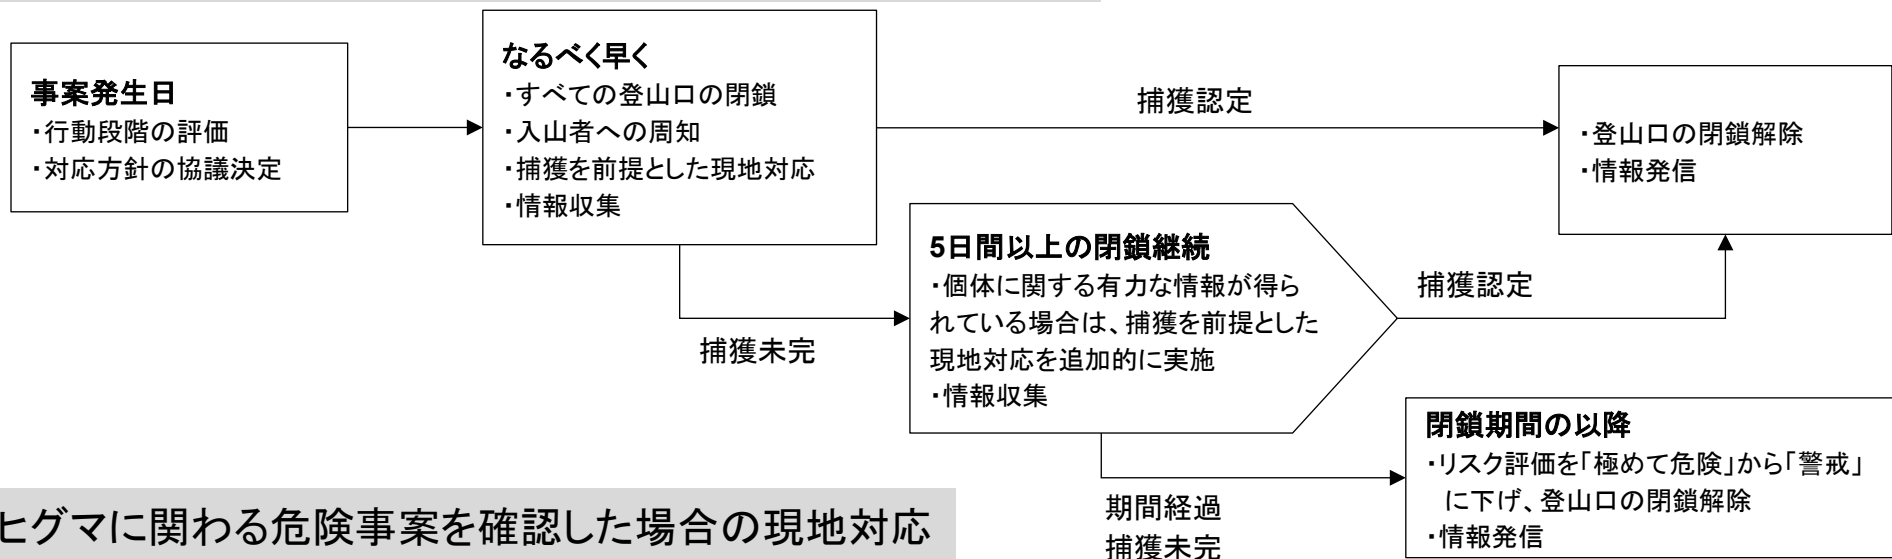 事案発生日
・行動段階の評価
・対応方針の協議決定
なるべく早く
・すべての登山口の閉鎖
・入山者への周知
・捕獲を前提とした現地対応
・情報収集
捕獲認定
・登山口の閉鎖解除
・情報発信
捕獲未完
5日間以上の閉鎖継続
・個体に関する有力な情報が得ら
れている場合は、捕獲を前提とした
現地対応を追加的に実施
・情報収集
捕獲認定
期間経過
捕獲未完
閉鎖期間の以降
・リスク評価を「極めて危険」から「警戒」
に下げ、登山口の閉鎖解除
・情報発信
ヒグマに関わる危険事案を確認した場合の現地対応